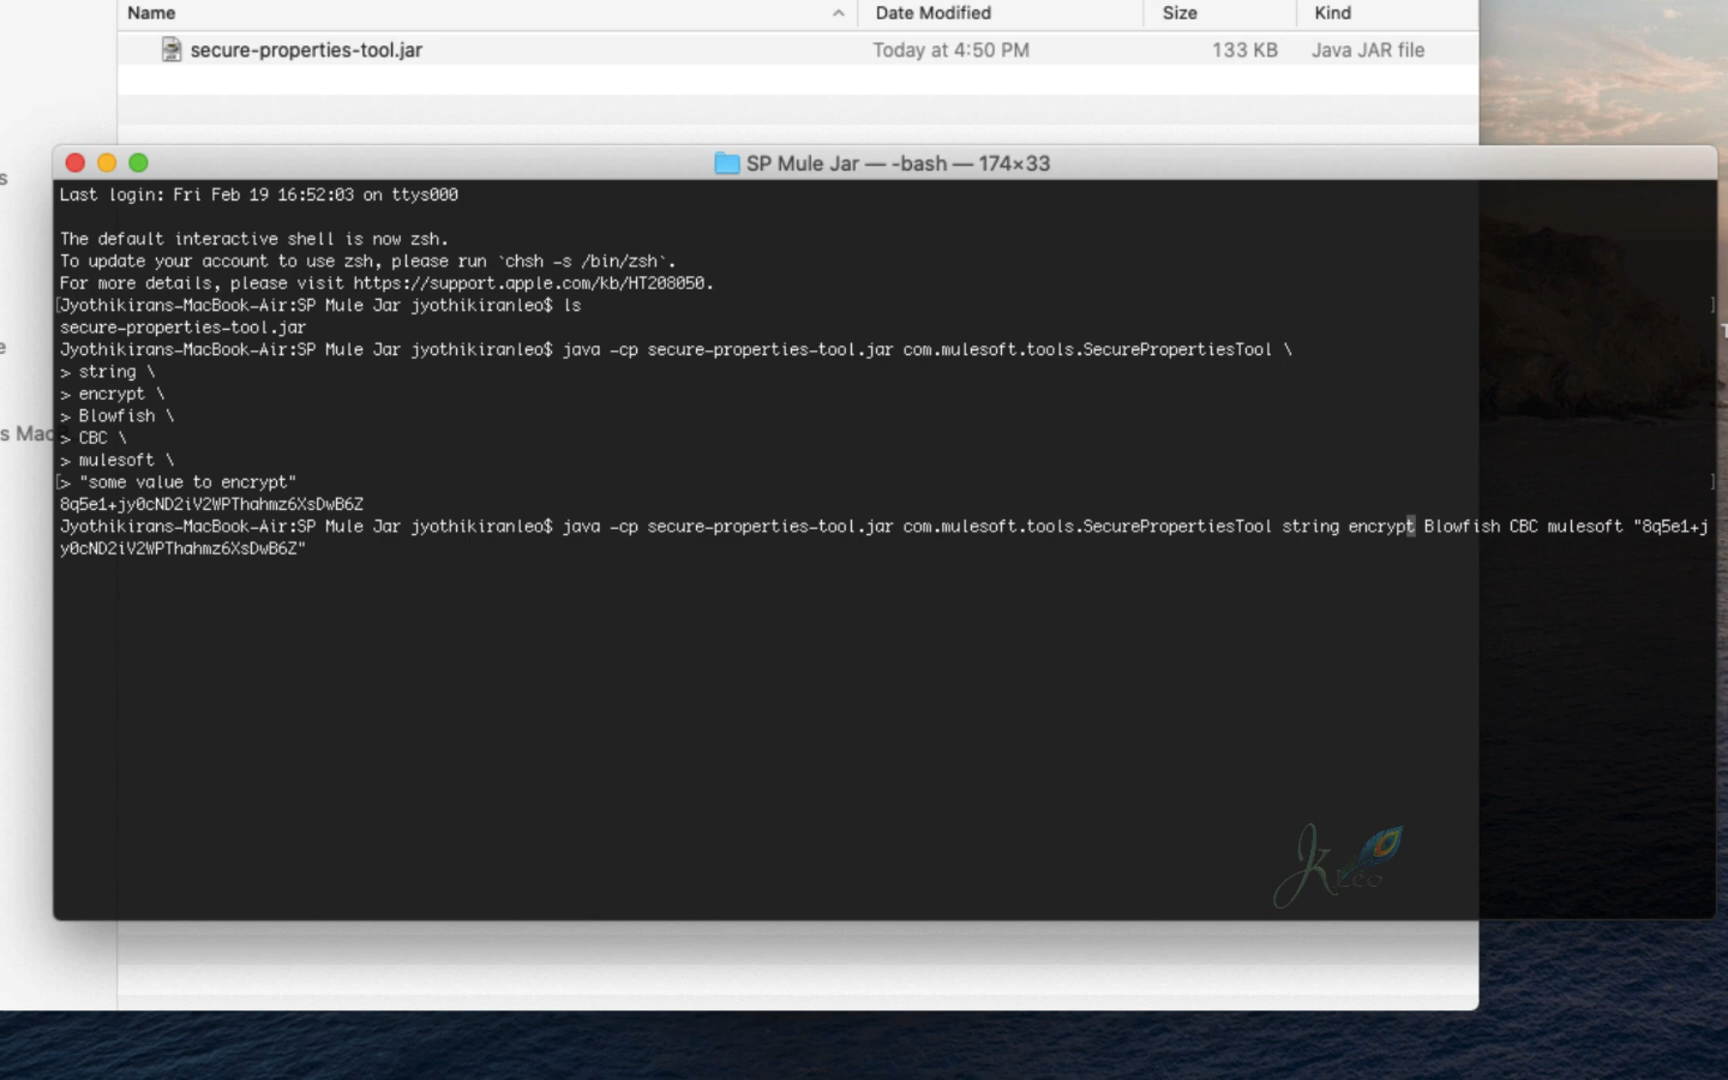 Name Date Modified Size Kind
secure-properties-tool.jar Today at 4:50 PM 133 KB Java JAR file
SP Mule Jar — -bash — 174×33
Last login: Fri Feb 19 16:52:03 on ttys000
The default interactive shell is now zsh.
To update your account to use zsh, please run `chsh -s /bin/zsh`.
For more details, please visit https://support.apple.com/kb/HT208050.
[Jyothikirans-MacBook-Air:SP Mule Jar jyothikiranleo$ ls ]
secure-properties-tool.jar
Jyothikirans-MacBook-Air:SP Mule Jar jyothikiranleo$ java -cp secure-properties-tool.jar com.mulesoft.tools.SecurePropertiesTool \
> string \
> encrypt \
> Blowfish \
s Mac
> CBC \
> mulesoft \
[> "some value to encrypt" ]
8q5e1+jy0cND2iV2WPThahmz6XsDwB6Z
Jyothikirans-MacBook-Air:SP Mule Jar jyothikiranleo$ java -cp secure-properties-tool.jar com.mulesoft.tools.SecurePropertiesTool string encrypt Blowfish CBC mulesoft "8q5e1+j
y0cND2iV2WPThahmz6XsDwB6Z"
JK Leo